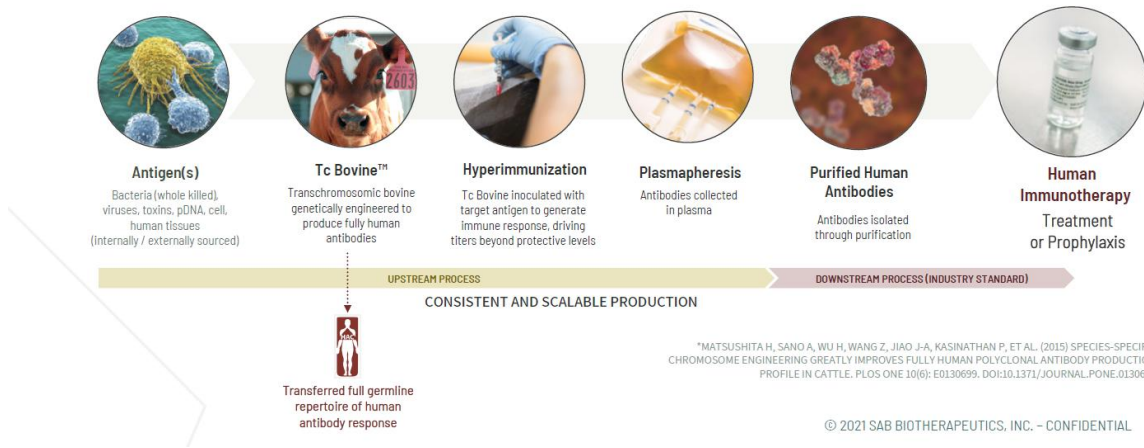 2603
Antigen(s)
Bacteria (whole killed),
viruses, toxins, pDNA, cell,
human tissues
(internally / externally sourced)
Tc Bovine™
Transchromosomic bovine
genetically engineered to
produce fully human
antibodies
Hyperimmunization
Tc Bovine inoculated with
target antigen to generate
immune response, driving
titers beyond protective levels
Plasmapheresis
Antibodies collected
in plasma
Purified Human
Antibodies
Antibodies isolated
through purification
Human
Immunotherapy
Treatment
or Prophylaxis
UPSTREAM PROCESS
DOWNSTREAM PROCESS (INDUSTRY STANDARD)
CONSISTENT AND SCALABLE PRODUCTION
HAC
Transferred full germline
repertoire of human
antibody response
*MATSUSHITA H, SANO A, WU H, WANG Z, JIAO J-A, KASINATHAN P, ET AL. (2015) SPECIES-SPECIF
CHROMOSOME ENGINEERING GREATLY IMPROVES FULLY HUMAN POLYCLONAL ANTIBODY PRODUCTIO
PROFILE IN CATTLE. PLOS ONE 10(6): E0130699. DOI:10.1371/JOURNAL.PONE.01306
© 2021 SAB BIOTHERAPEUTICS, INC. – CONFIDENTIAL